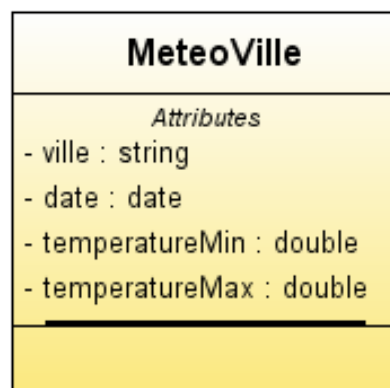 MeteoVille
Attributes
- ville : string
- date : date
- temperatureMin : double
- temperatureMax : double